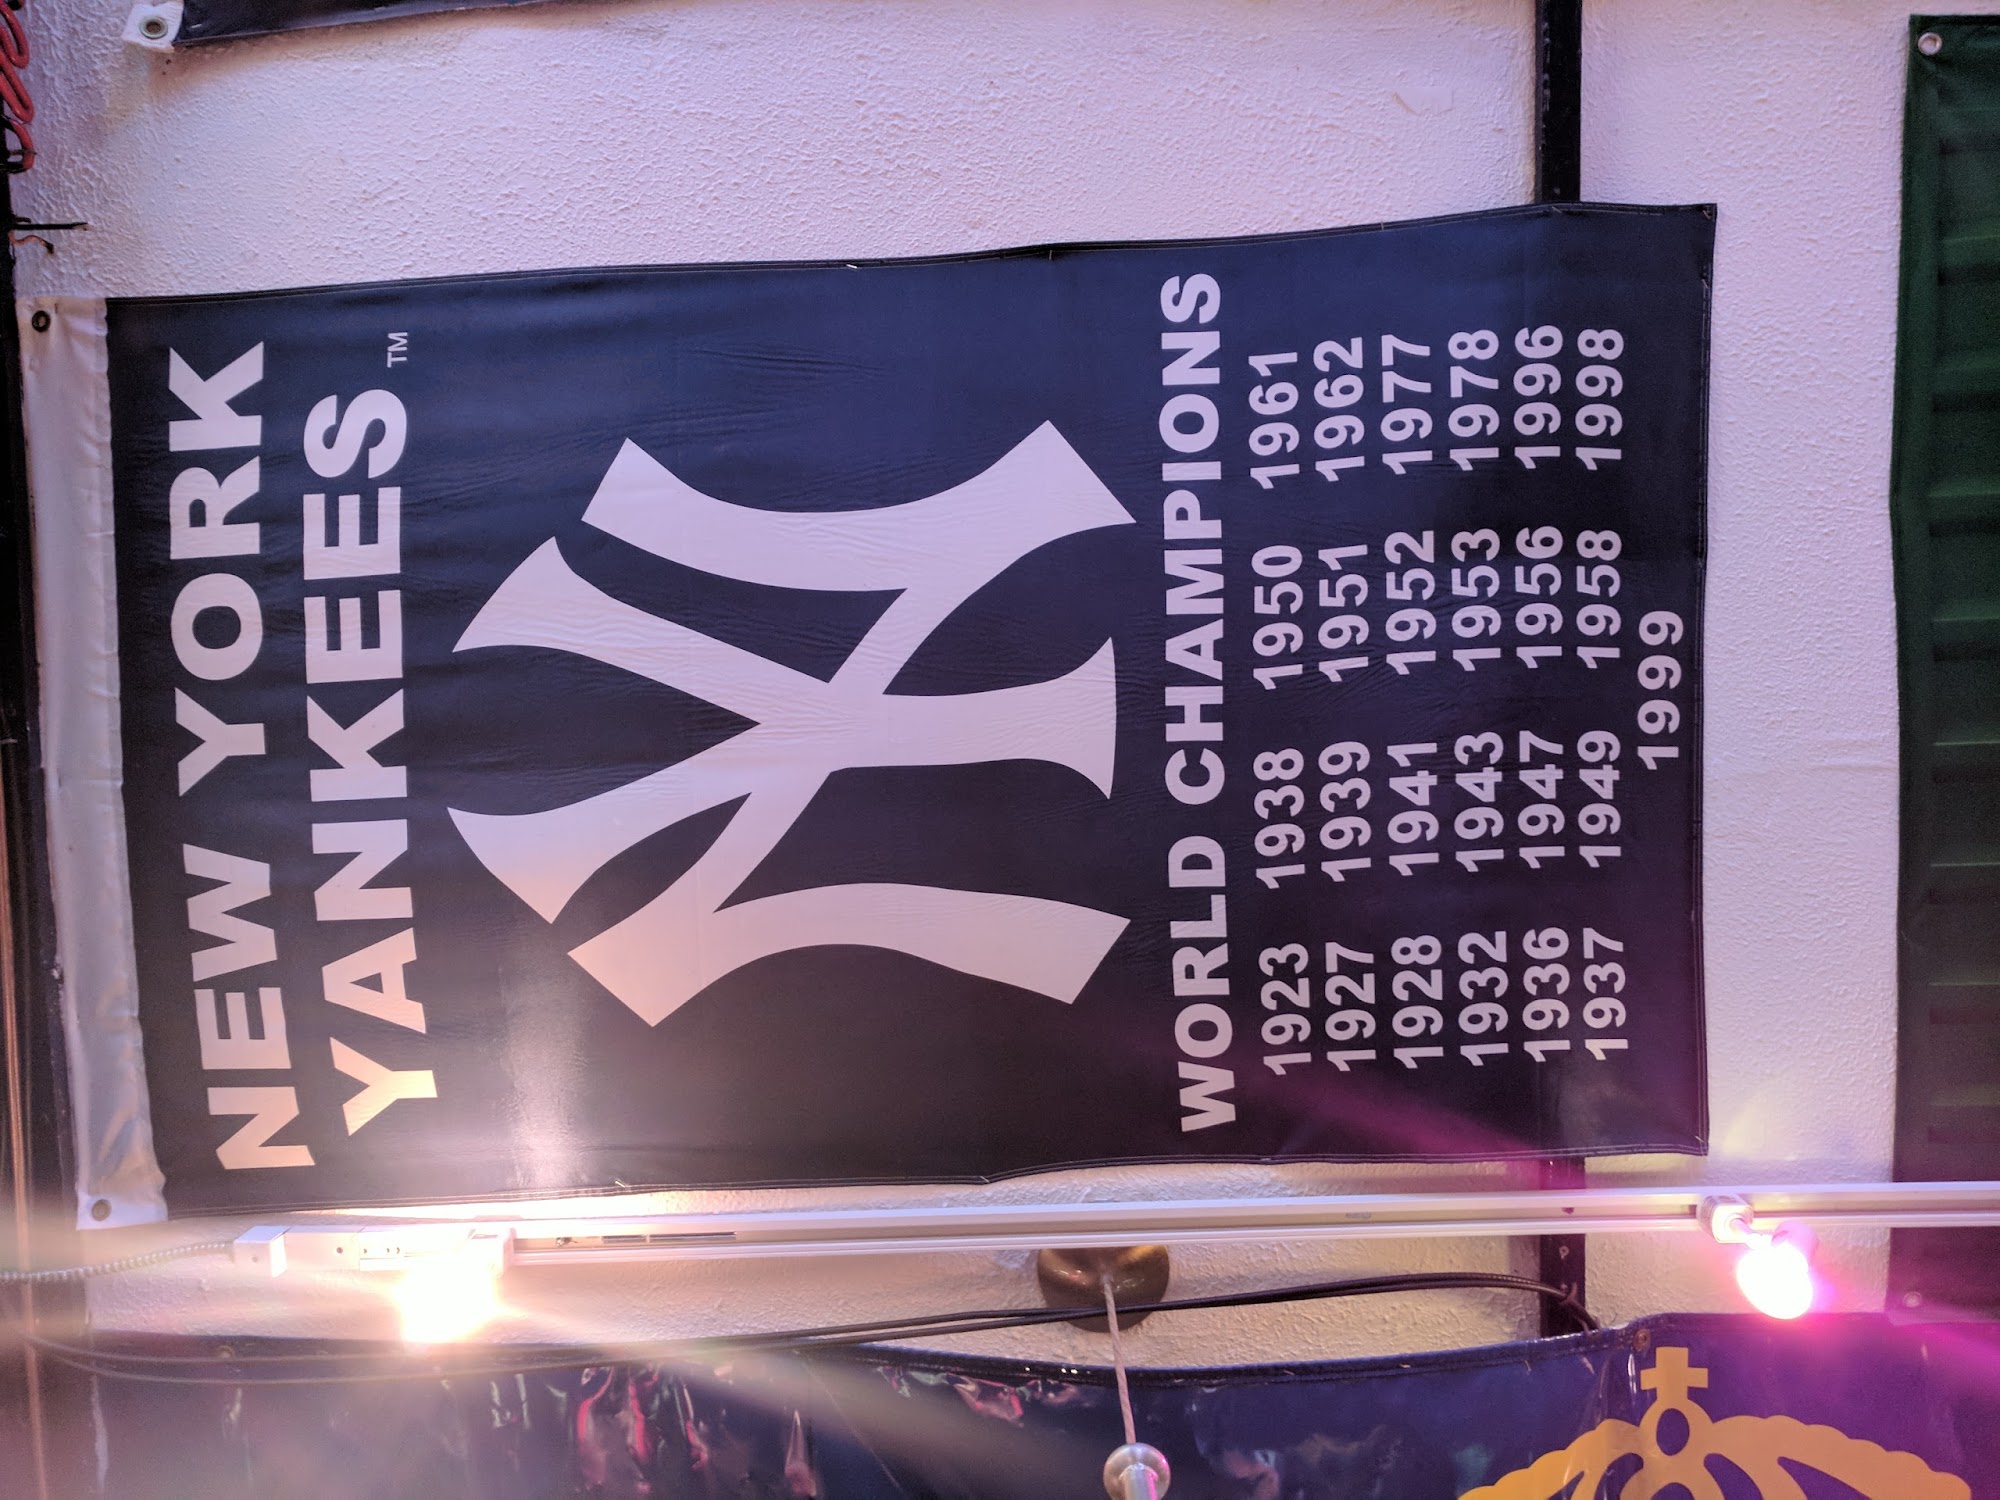 NEW YORK
YANKEES™
NY
WORLD CHAMPIONS
1923 1938 1950 1961
1927 1939 1951 1962
1928 1941 1952 1977
1932 1943 1953 1978
1936 1947 1956 1996
1937 1949 1958 1998
1999